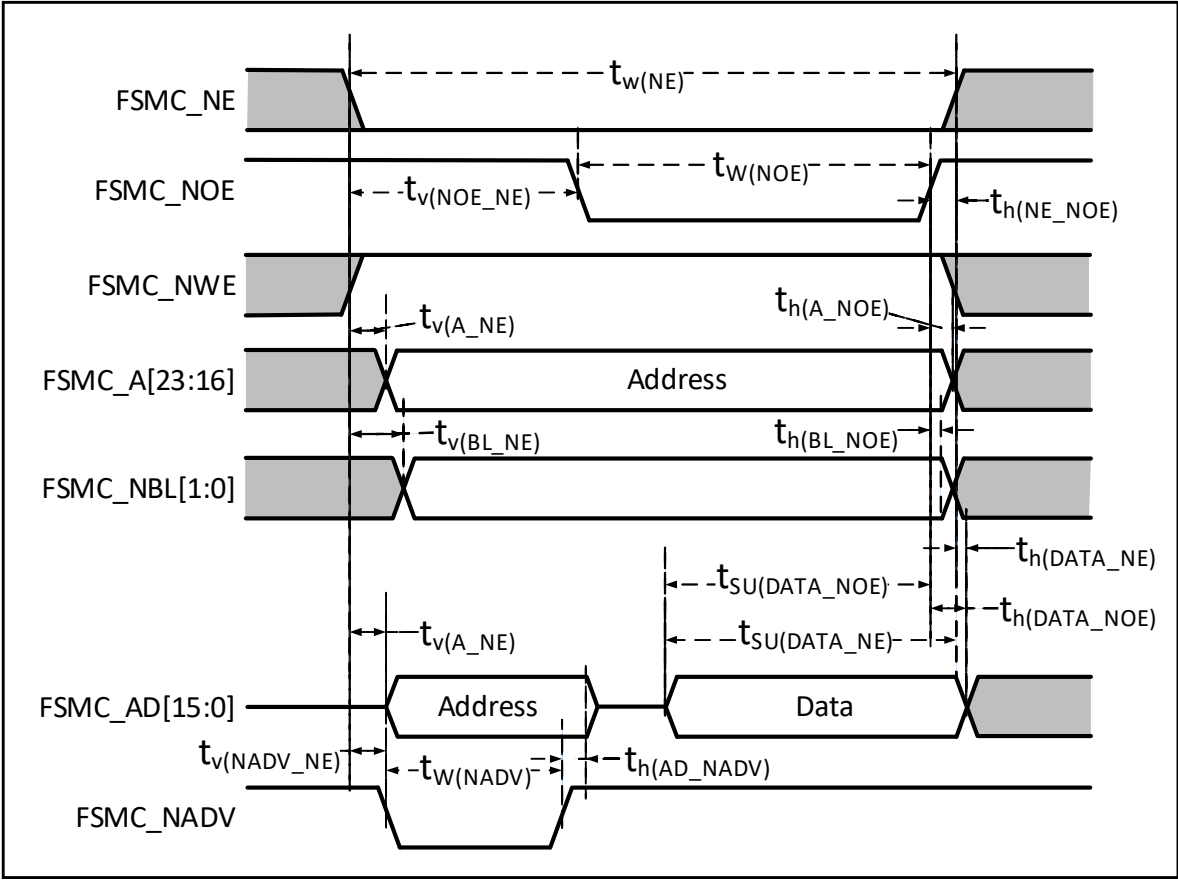 tw(NE)
FSMC_NE
tW(NOE)
FSMC_NOE
tv(NOE_NE)
th(NE_NOE)
FSMC_NWE
th(A_NOE)
tv(A_NE)
FSMC_A[23:16]
Address
tv(BL_NE)
th(BL_NOE)
FSMC_NBL[1:0]
th(DATA_NE)
tSU(DATA_NOE)
th(DATA_NOE)
tv(A_NE)
tSU(DATA_NE)
FSMC_AD[15:0]
Address
Data
tv(NADV_NE)
tW(NADV)
th(AD_NADV)
FSMC_NADV